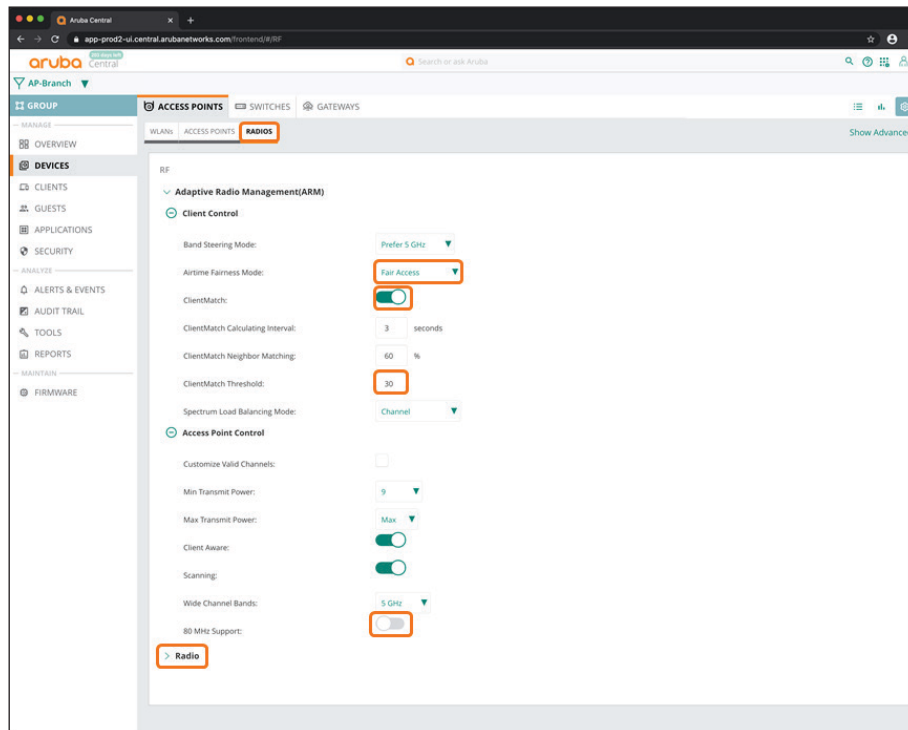 Aruba Central
app-prod2-ui.central.arubanetworks.com/frontend/#/RF
aruba Central
Search or ask Aruba
AP-Branch
GROUP
ACCESS POINTS SWITCHES GATEWAYS
MANAGE
WLANs ACCESS POINTS RADIOS
Show Advance
OVERVIEW
DEVICES
CLIENTS
GUESTS
APPLICATIONS
SECURITY
ANALYZE
ALERTS & EVENTS
AUDIT TRAIL
TOOLS
REPORTS
MAINTAIN
FIRMWARE
RF
Adaptive Radio Management(ARM)
Client Control
Band Steering Mode: Prefer 5 GHz
Airtime Fairness Mode: Fair Access
ClientMatch:
ClientMatch Calculating Interval: 3 seconds
ClientMatch Neighbor Matching: 60 %
ClientMatch Threshold: 30
Spectrum Load Balancing Mode: Channel
Access Point Control
Customize Valid Channels:
Min Transmit Power: 9
Max Transmit Power: Max
Client Aware:
Scanning:
Wide Channel Bands: 5 GHz
80 MHz Support:
Radio